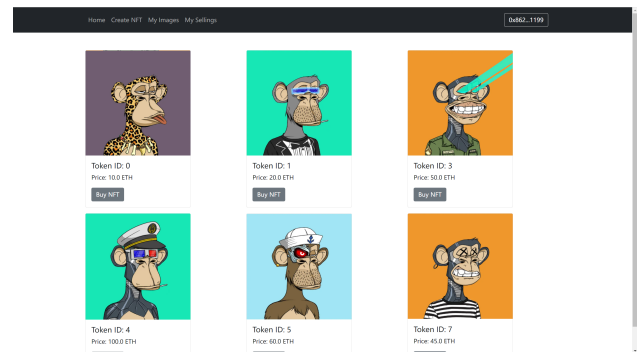 Home Create NFT My Images My Sellings 0x862...1199
Token ID: 0 Token ID: 1 Token ID: 3
Price: 10.0 ETH Price: 20.0 ETH Price: 50.0 ETH
Buy NFT Buy NFT Buy NFT
Token ID: 4 Token ID: 5 Token ID: 7
Price: 100.0 ETH Price: 60.0 ETH Price: 45.0 ETH